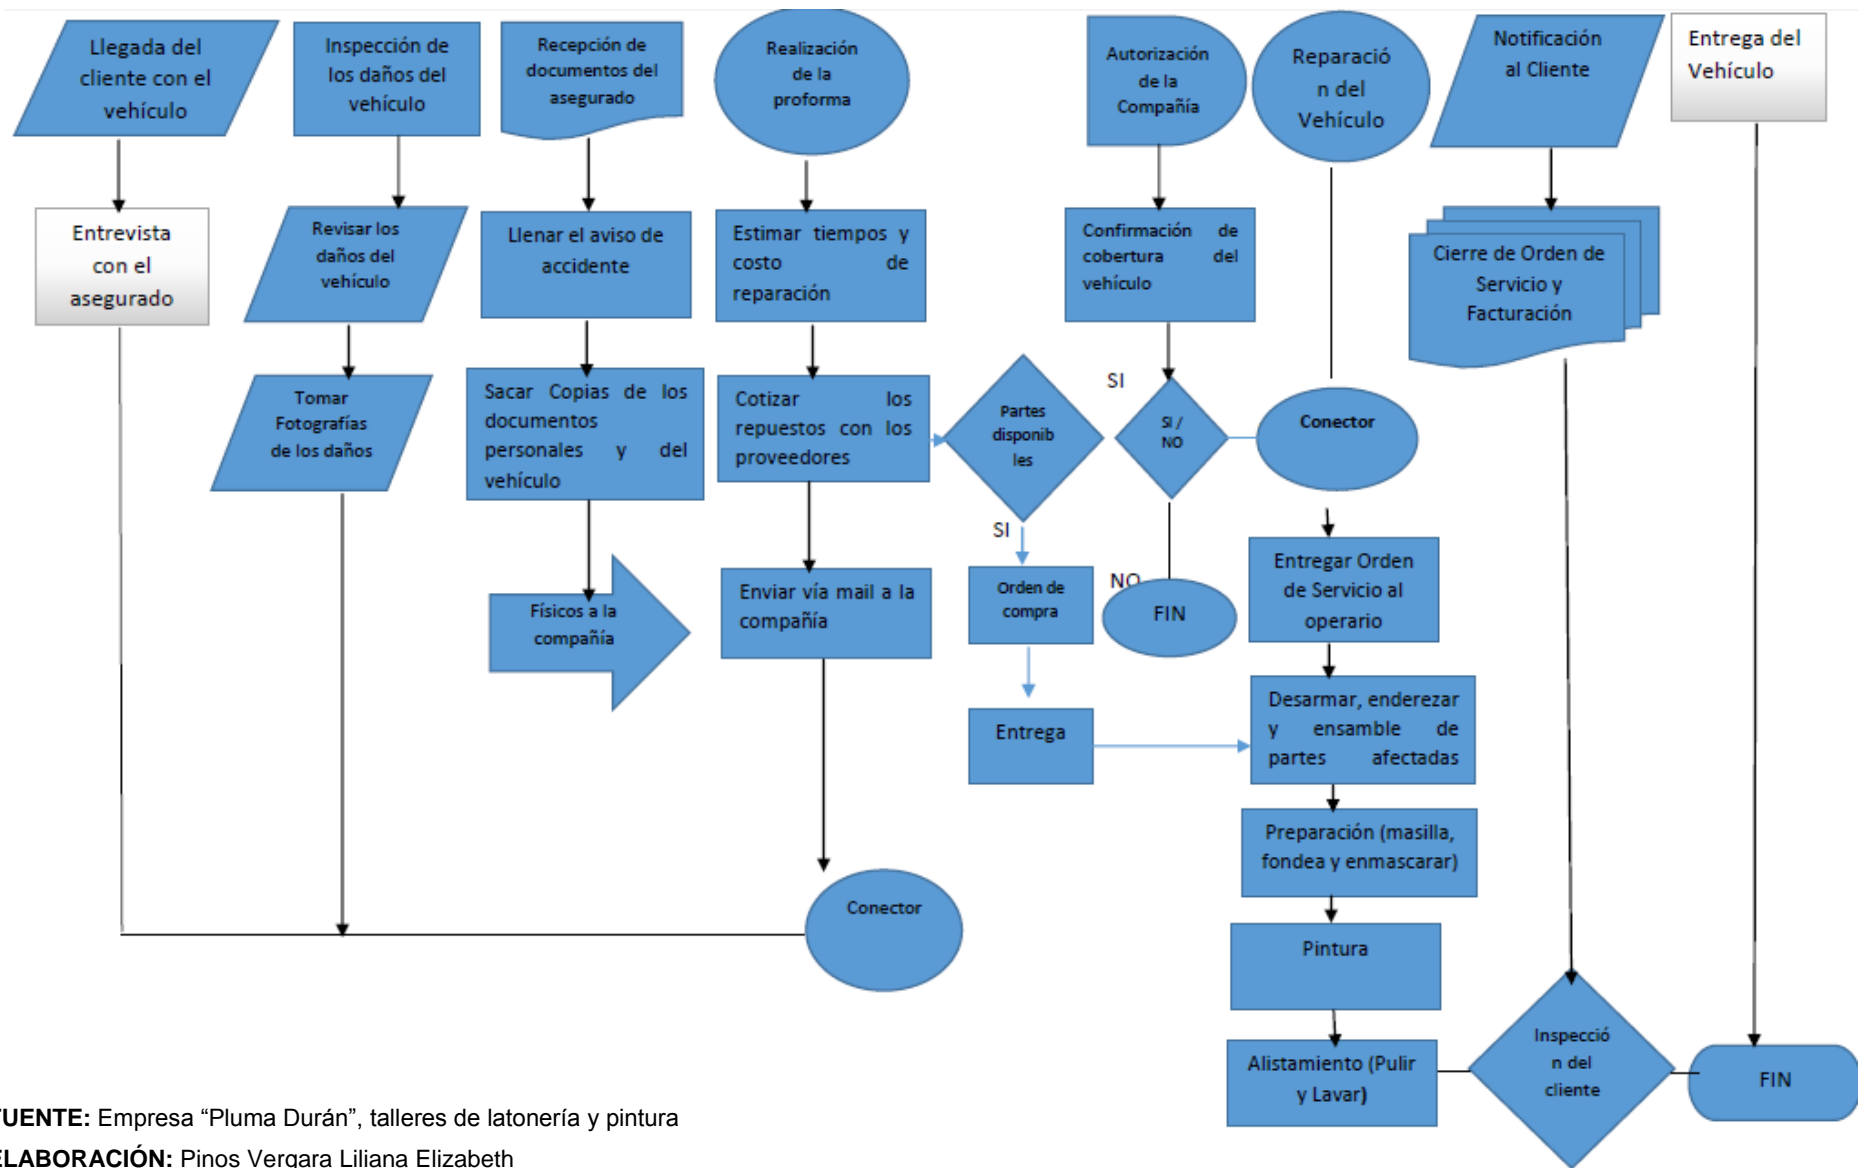 Llegada del
cliente con el
vehículo
Inspección de
los daños del
vehículo
Recepción de
documentos del
asegurado
Realización
de la
proforma
Autorización
de la
Compañía
Reparació
n del
Vehículo
Notificación
al Cliente
Entrega del
Vehículo
Entrevista
con el
asegurado
Revisar los
daños del
vehículo
Llenar el aviso de
accidente
Estimar tiempos y
costo de
reparación
Confirmación de
cobertura del
vehículo
Cierre de Orden de
Servicio y
Facturación
Tomar
Fotografías
de los daños
Sacar Copias de los
documentos
personales y del
vehículo
Cotizar los
repuestos con los
proveedores
Partes
disponib
les
SI
SI /
NO
Conector
SI
NO
Físicos a la
compañía
Enviar vía mail a la
compañía
Orden de
compra
FIN
Entregar Orden
de Servicio al
operario
Entrega
Desarmar, enderezar
y ensamble de
partes afectadas
Preparación (masilla,
fondea y enmascarar)
Conector
Pintura
Alistamiento (Pulir
y Lavar)
Inspecció
n del
cliente
FIN
FUENTE: Empresa “Pluma Durán”, talleres de latonería y pintura
ELABORACIÓN: Pinos Vergara Liliana Elizabeth